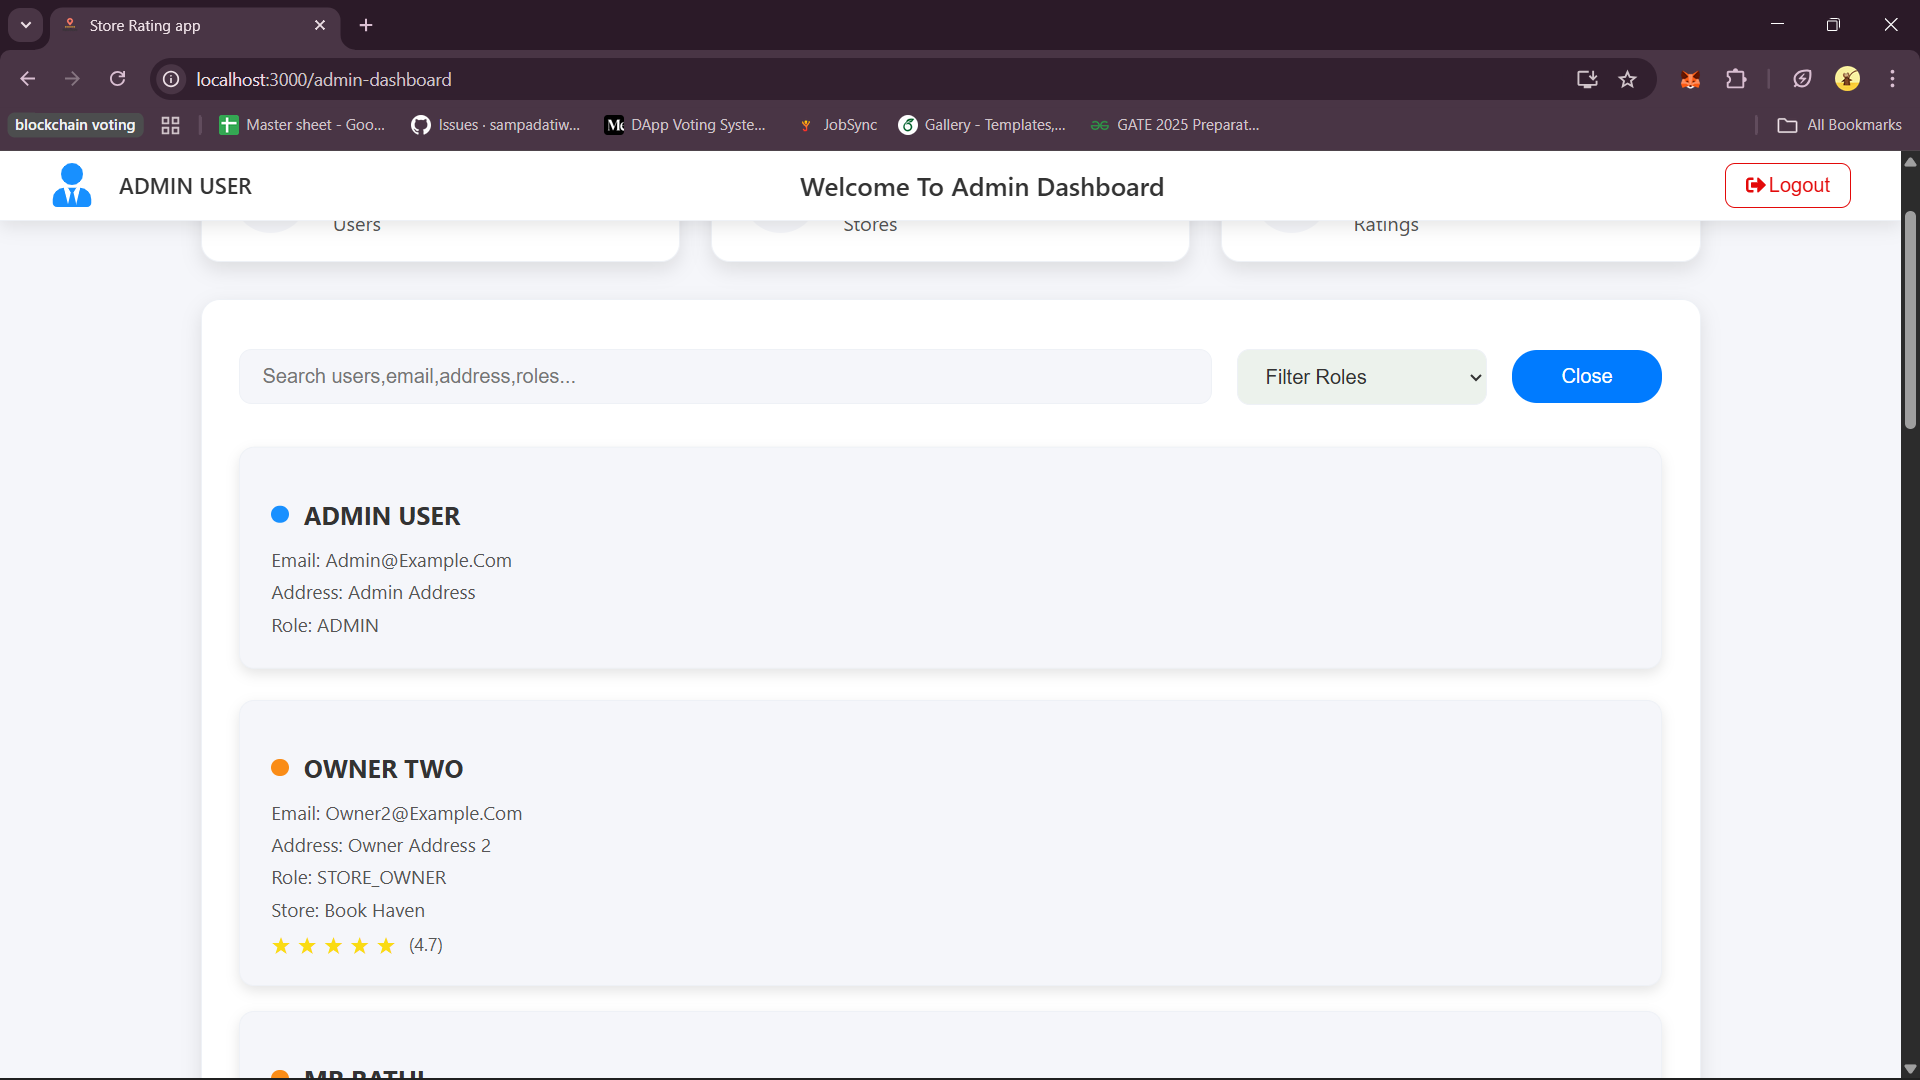 Store Rating app
localhost:3000/admin-dashboard
blockchain voting
Master sheet - Goo...
Issues · sampadatiw...
DApp Voting Syste...
JobSync
Gallery - Templates,...
GATE 2025 Preparat...
All Bookmarks
ADMIN USER
Welcome To Admin Dashboard
Logout
Users
Stores
Ratings
Search users,email,address,roles...
Filter Roles
Close
ADMIN USER
Email: Admin@Example.Com
Address: Admin Address
Role: ADMIN
OWNER TWO
Email: Owner2@Example.Com
Address: Owner Address 2
Role: STORE_OWNER
Store: Book Haven
★ ★ ★ ★ ★ (4.7)